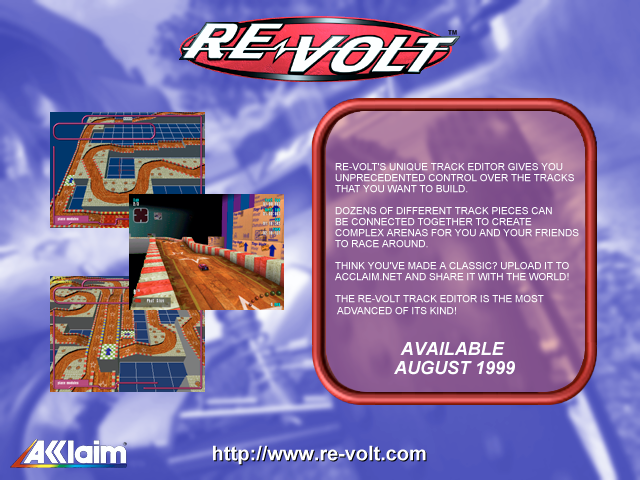 RE-VOLT™
RE-VOLT'S UNIQUE TRACK EDITOR GIVES YOU
UNPRECEDENTED CONTROL OVER THE TRACKS
THAT YOU WANT TO BUILD.
DOZENS OF DIFFERENT TRACK PIECES CAN
BE CONNECTED TOGETHER TO CREATE
COMPLEX ARENAS FOR YOU AND YOUR FRIENDS
TO RACE AROUND.
THINK YOU'VE MADE A CLASSIC? UPLOAD IT TO
ACCLAIM.NET AND SHARE IT WITH THE WORLD!
THE RE-VOLT TRACK EDITOR IS THE MOST
ADVANCED OF ITS KIND!
AVAILABLE
AUGUST 1999
AKClaim
http://www.re-volt.com